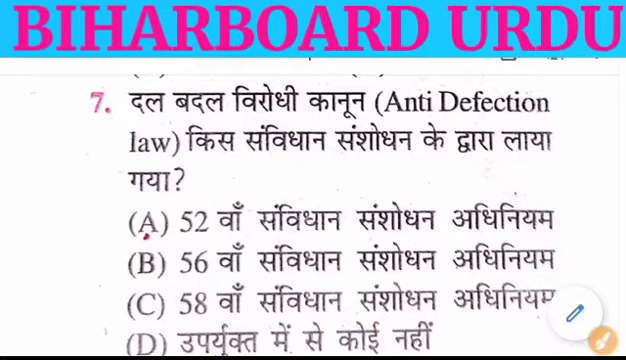 BIHARBOARD URDU
7. दल बदल विरोधी कानून (Anti Defection
law) किस संविधान संशोधन के द्वारा लाया
गया?
(A) 52 वाँ संविधान संशोधन अधिनियम
(B) 56 वाँ संविधान संशोधन अधिनियम
(C) 58 वाँ संविधान संशोधन अधिनियम
(D) उपर्युक्त में से कोई नहीं